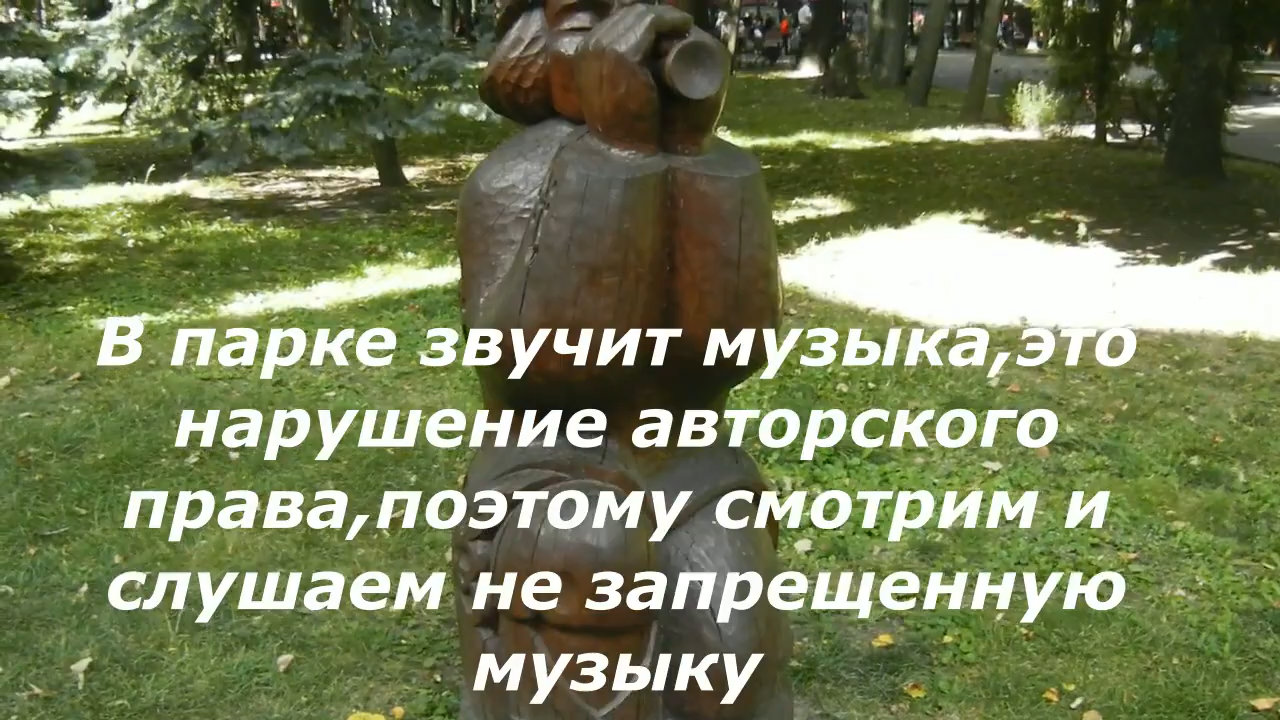 В парке звучит музыка,это
нарушение авторского
права,поэтому смотрим и
слушаем не запрещенную
музыку